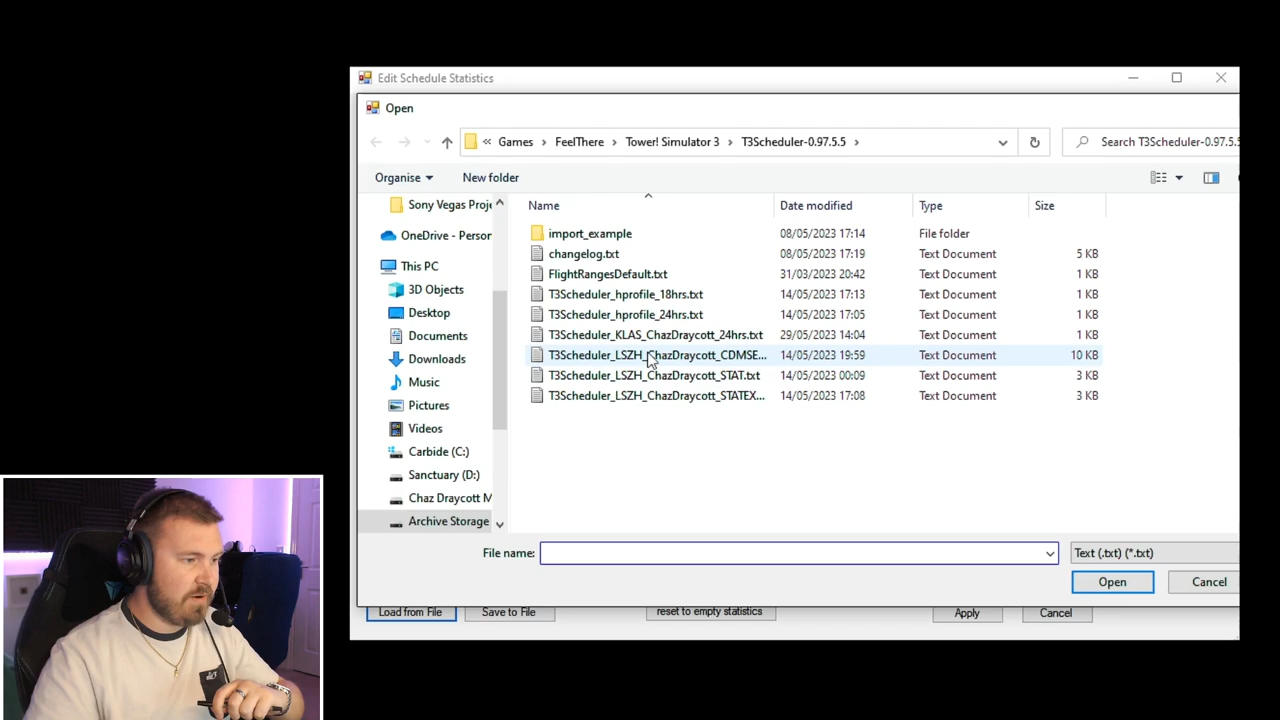 Edit Schedule Statistics
Open
« Games > FeelThere > Tower! Simulator 3 > T3Scheduler-0.97.5.5 >
Search T3Scheduler-0.97.5.5
Organise
New folder
Name
Date modified
Type
Size
Sony Vegas Proje
OneDrive - Person
This PC
3D Objects
Desktop
Documents
Downloads
Music
Pictures
Videos
Carbide (C:)
Sanctuary (D:)
Chaz Draycott M
Archive Storage
import_example 08/05/2023 17:14 File folder
changelog.txt 08/05/2023 17:19 Text Document 5 KB
FlightRangesDefault.txt 31/03/2023 20:42 Text Document 1 KB
T3Scheduler_hprofile_18hrs.txt 14/05/2023 17:13 Text Document 1 KB
T3Scheduler_hprofile_24hrs.txt 14/05/2023 17:05 Text Document 1 KB
T3Scheduler_KLAS_ChazDraycott_24hrs.txt 29/05/2023 14:04 Text Document 1 KB
T3Scheduler_LSZH_ChazDraycott_CDMSE... 14/05/2023 19:59 Text Document 10 KB
T3Scheduler_LSZH_ChazDraycott_STAT.txt 14/05/2023 00:09 Text Document 3 KB
T3Scheduler_LSZH_ChazDraycott_STATEX... 14/05/2023 17:08 Text Document 3 KB
File name:
Text (.txt) (*.txt)
Open
Cancel
Load from File
Save to File
reset to empty statistics
Apply
Cancel